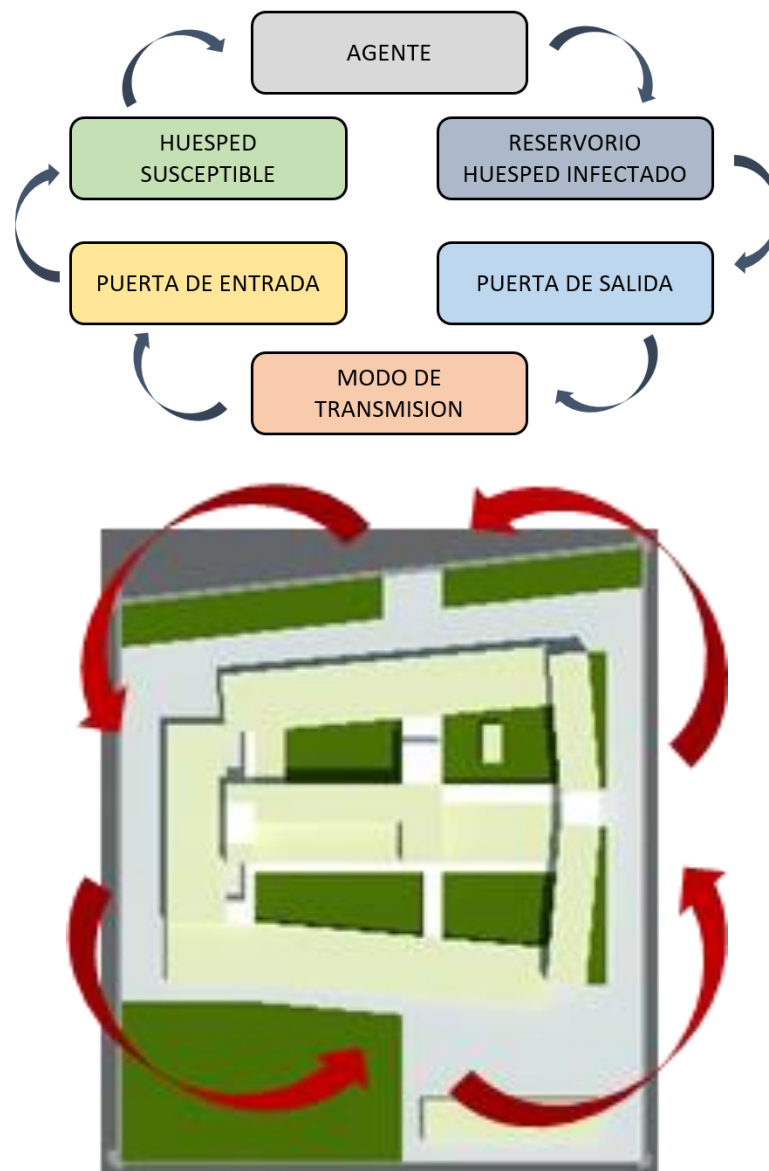 AGENTE
HUESPED
SUSCEPTIBLE
RESERVORIO
HUESPED INFECTADO
PUERTA DE ENTRADA
PUERTA DE SALIDA
MODO DE
TRANSMISION